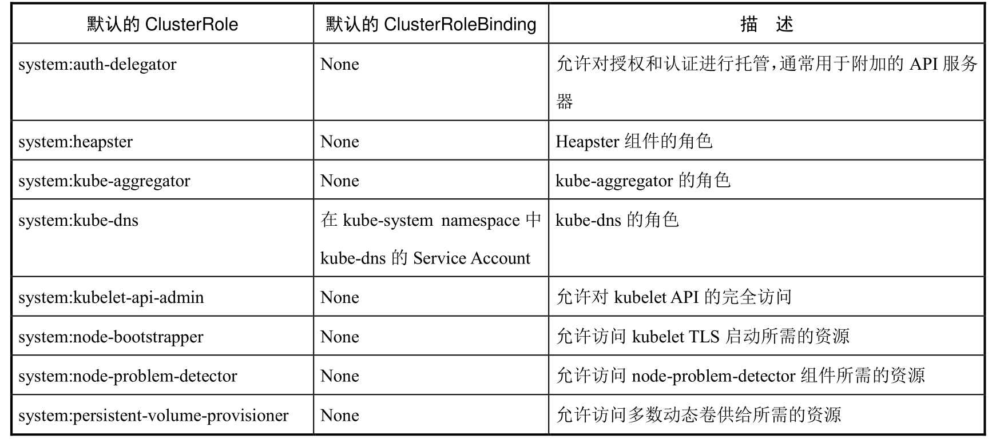 默认的 ClusterRole 默认的 ClusterRoleBinding 描 述
system:auth-delegator None 允许对授权和认证进行托管，通常用于附加的 API 服务
器
system:heapster None Heapster 组件的角色
system:kube-aggregator None kube-aggregator 的角色
system:kube-dns 在 kube-system namespace 中 kube-dns 的角色
kube-dns 的 Service Account
system:kubelet-api-admin None 允许对 kubelet API 的完全访问
system:node-bootstrapper None 允许访问 kubelet TLS 启动所需的资源
system:node-problem-detector None 允许访问 node-problem-detector 组件所需的资源
system:persistent-volume-provisioner None 允许访问多数动态卷供给所需的资源